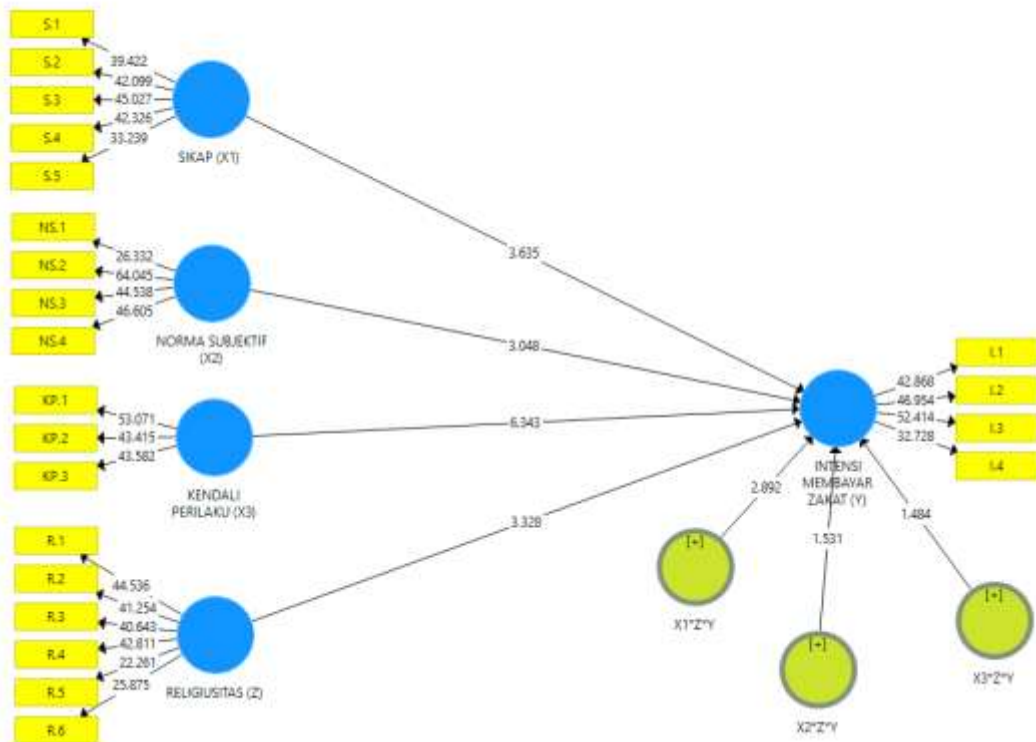 S.1
S.2
S.3
S.4
S.5
39.422
42.099
45.027
42.326
33.239
SIKAP (X1)
NS.1
NS.2
NS.3
NS.4
26.332
64.045
44.538
46.605
NORMA SUBJEKTIF
(X2)
KP.1
KP.2
KP.3
53.071
43.415
43.582
KENDALI
PERILAKU (X3)
R.1
R.2
R.3
R.4
R.5
R.6
44.536
41.254
40.643
42.811
22.261
25.875
RELIGIUSITAS (Z)
3.635
3.048
6.343
3.328
INTENSI
MEMBAYAR
ZAKAT (Y)
42.868
46.954
52.414
32.728
I.1
I.2
I.3
I.4
2.892
1.531
1.484
[+]
X1*Z*Y
[+]
X2*Z*Y
[+]
X3*Z*Y